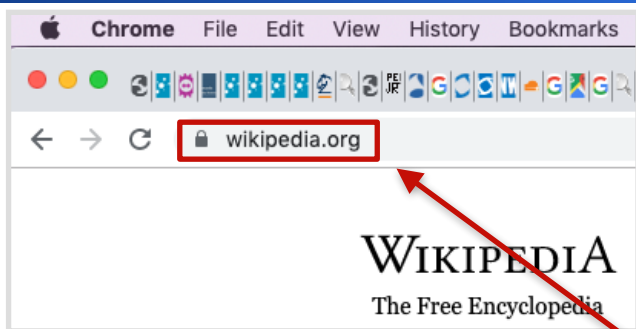 Chrome File Edit View History Bookmarks
wikipedia.org
WIKIPEDIA
The Free Encyclopedia